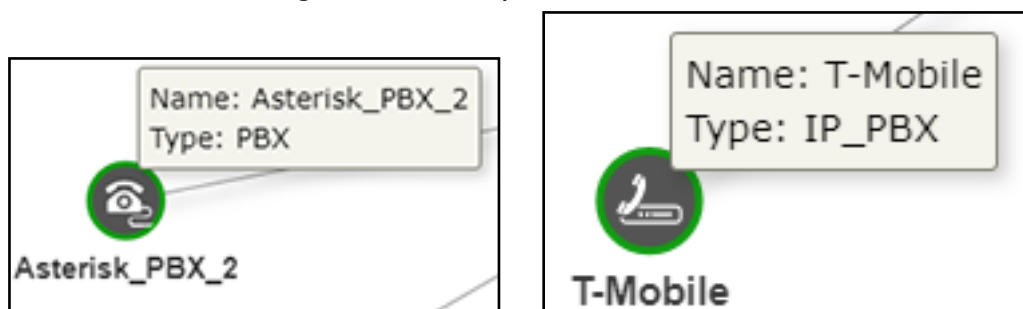 Name: Asterisk_PBX_2
Type: PBX
Asterisk_PBX_2
Name: T-Mobile
Type: IP_PBX
T-Mobile